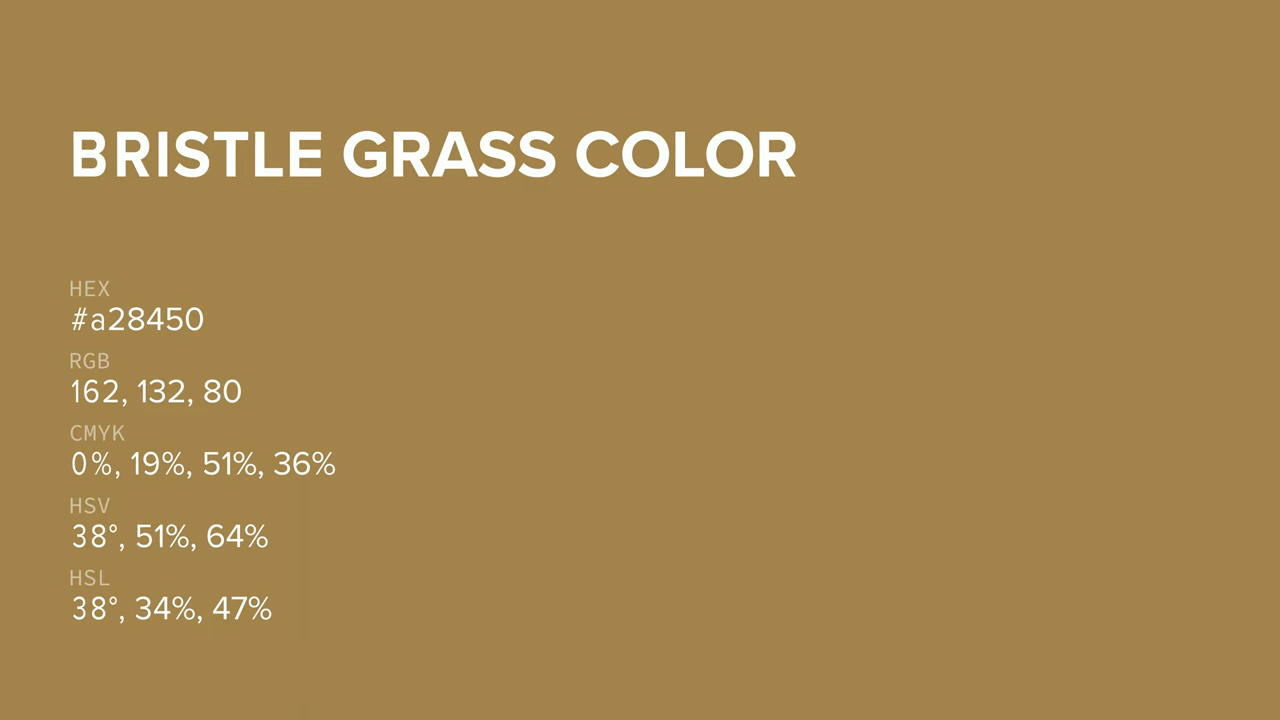 BRISTLE GRASS COLOR
HEX
#a28450
RGB
162, 132, 80
CMYK
0%, 19%, 51%, 36%
HSV
38°, 51%, 64%
HSL
38°, 34%, 47%